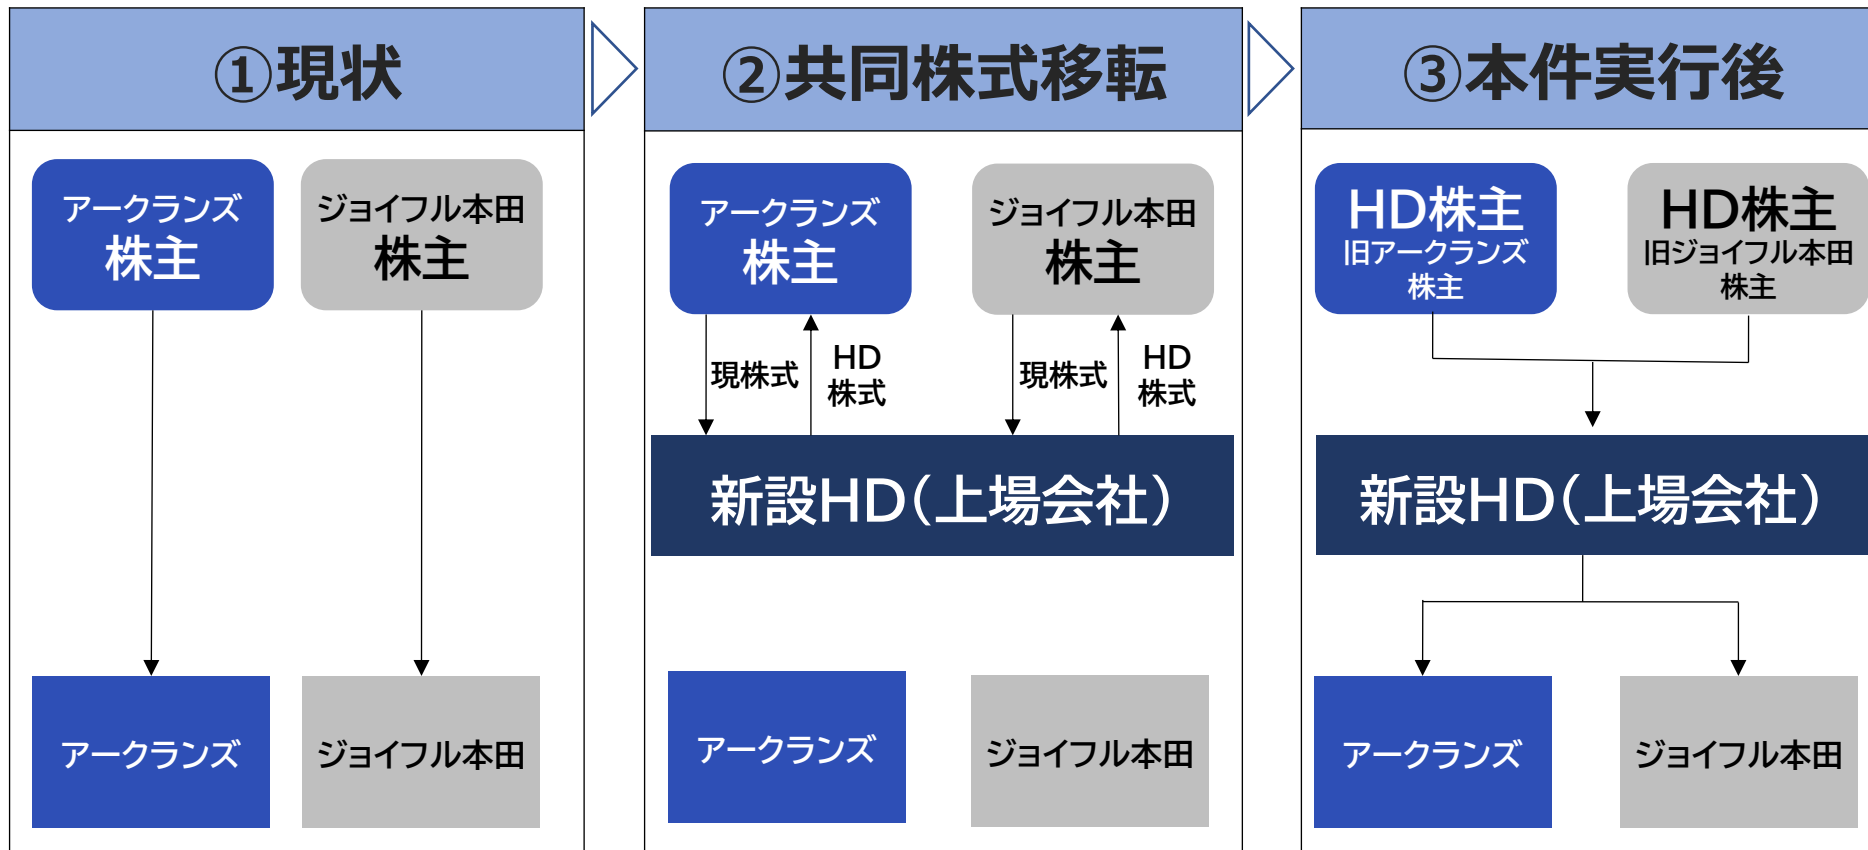 ①現状
アークランズ
株主
ジョイフル本田
株主
アークランズ
ジョイフル本田
②共同株式移転
アークランズ
株主
ジョイフル本田
株主
現株式
HD
株式
現株式
HD
株式
新設HD（上場会社）
アークランズ
ジョイフル本田
③本件実行後
HD株主
旧アークランズ
株主
HD株主
旧ジョイフル本田
株主
新設HD（上場会社）
アークランズ
ジョイフル本田